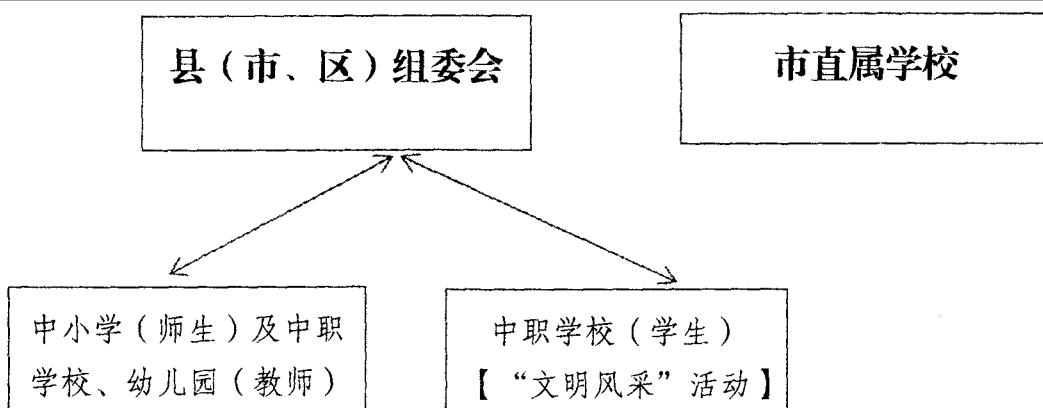 县（市、区）组委会
市直属学校
中小学（师生）及中职
学校、幼儿园（教师）
中职学校（学生）
【“文明风采”活动】